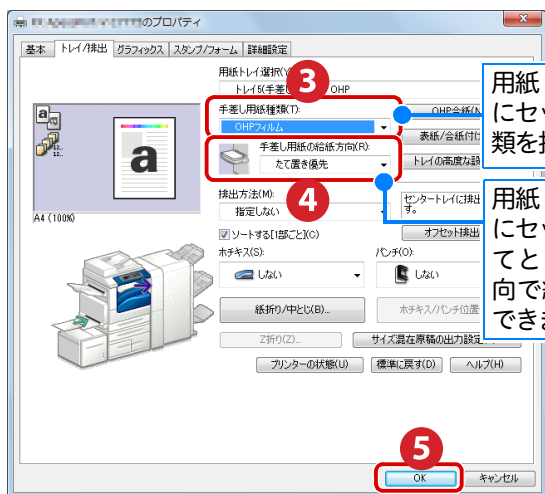 のプロパティ
基本 トレイ/排出 グラフィックス スタンプ/フォーム 詳細設定
用紙トレイ選択(V
トレイ5(手差し OHP
3
手差し用紙種類(T):
OHPフィルム
OHP合紙(N
表紙/合紙付け
手差し用紙の給紙方向(R):
たて置き優先
トレイの高度な設
4
排出方法(M):
指定しない
センタートレイに排出
す。
A4 (100%)
ソートする[1部ごと](C)
オフセット排出
ホチキス(S):
パンチ(O):
しない
しない
紙折り/中とじ(B)...
ホチキス/パンチ位置
Z折り(Z)...
サイズ混在原稿の出力設定
プリンターの状態(U)
標準に戻す(D)
ヘルプ(H)
5
OK
キャンセル
用紙
にセッ
類を
用紙
にセッ
てと
向で
できま